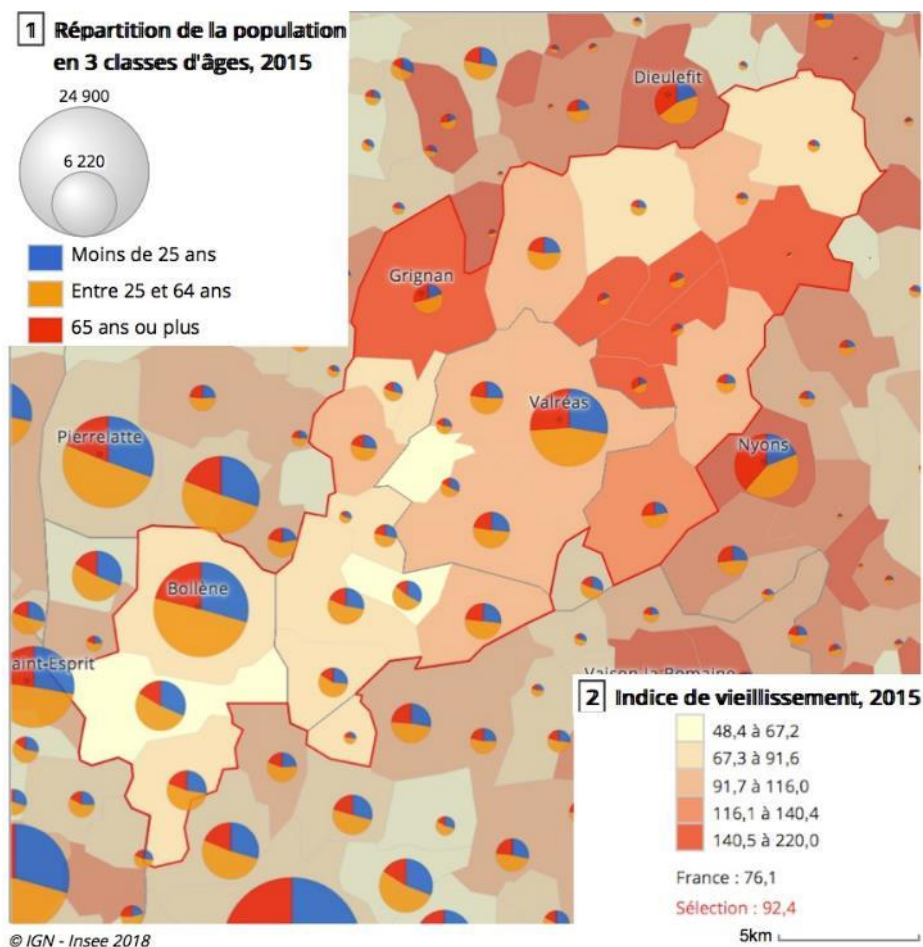 1 Répartition de la population
en 3 classes d'âges, 2015
24 900
6 220
Moins de 25 ans
Entre 25 et 64 ans
65 ans ou plus
Dieulefit
Grignan
Valréas
Pierrelatte
Nyons
Bollène
aint-Esprit
Vaison-la-Romaine
2 Indice de vieillissement, 2015
48,4 à 67,2
67,3 à 91,6
91,7 à 116,0
116,1 à 140,4
140,5 à 220,0
France : 76,1
Sélection : 92,4
5km
© IGN - Insee 2018